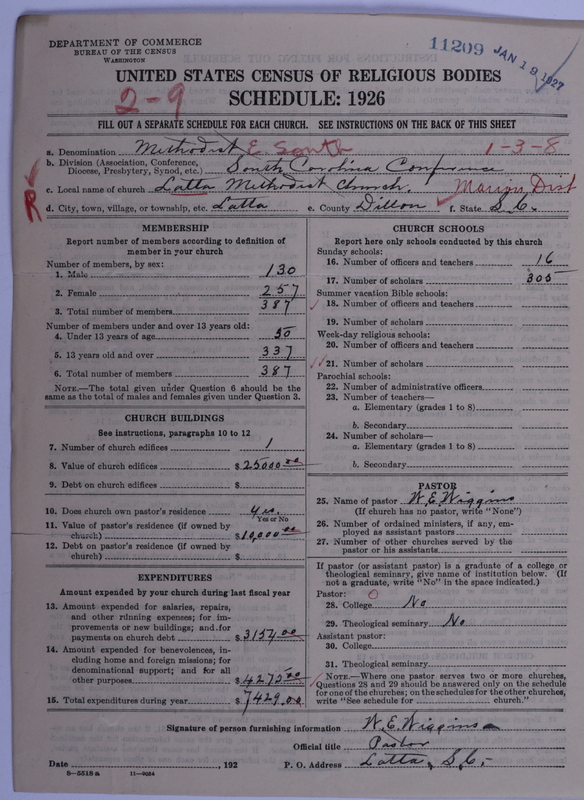 DEPARTMENT OF COMMERCE
BUREAU OF THE CENSUS
WASHINGTON
11209 JAN 18 1927
UNITED STATES CENSUS OF RELIGIOUS BODIES
2-9
SCHEDULE: 1926
FILL OUT A SEPARATE SCHEDULE FOR EACH CHURCH. SEE INSTRUCTIONS ON THE BACK OF THIS SHEET
a. Denomination Methodist E. South 1-3-8
b. Division (Association, Conference, Diocese, Presbytery, Synod, etc.) South Carolina Conference
c. Local name of church Latta Methodist Church. Marion Dist
R
d. City, town, village, or township, etc. Latta e. County Dillon f. State S.C.
MEMBERSHIP
Report number of members according to definition of
member in your church
Number of members, by sex:
1. Male 130
2. Female 257
3. Total number of members 387
Number of members under and over 13 years old:
4. Under 13 years of age 50
5. 13 years old and over 337
6. Total number of members 387
NOTE.—The total given under Question 6 should be
same as the total of males and females given under Question 3.
CHURCH BUILDINGS
See instructions, paragraphs 10 to 12
7. Number of church edifices 1
8. Value of church edifices $25000.00
9. Debt on church edifices $
10. Does church own pastor's residence yes.
Yes or No
11. Value of pastor's residence (if owned by
church) $10,000.00
12. Debt on pastor's residence (if owned by
church) $
EXPENDITURES
Amount expended by your church during last fiscal year
13. Amount expended for salaries, repairs,
and other running expenses; for im-
provements or new buildings; and for
payments on church debt $3154.00
14. Amount expended for benevolences, in-
cluding home and foreign missions; for
denominational support; and for all
other purposes $4275.00
15. Total expenditures during year $7429.00
CHURCH SCHOOLS
Report here only schools conducted by this church
Sunday schools:
16. Number of officers and teachers 16
17. Number of scholars 305
Summer vacation Bible schools:
18. Number of officers and teachers
19. Number of scholars
Week-day religious schools:
20. Number of officers and teachers
21. Number of scholars
Parochial schools:
22. Number of administrative officers
23. Number of teachers—
a. Elementary (grades 1 to 8)
b. Secondary
24. Number of scholars—
a. Elementary (grades 1 to 8)
b. Secondary
PASTOR
25. Name of pastor W.E. Wiggins
(If church has no pastor, write "None")
26. Number of ordained ministers, if any, em-
ployed as assistant pastors
27. Number of other churches served by the
pastor or his assistants
If pastor (or assistant pastor) is a graduate of a college or
theological seminary, give name of institution below. (If
not a graduate, write "No" in the space indicated.)
Pastor:
28. College No
29. Theological seminary No
Assistant pastor:
30. College
31. Theological seminary
NOTE.—Where one pastor serves two or more churches,
Questions 28 and 29 should be answered only on the schedule
for one of the churches; on the schedules for the other churches,
write "See schedule for church."
Signature of person furnishing information W.E. Wiggins
Official title Pastor
Date , 192 P. O. Address Latta, S.C.
8—5518 a 11—9054